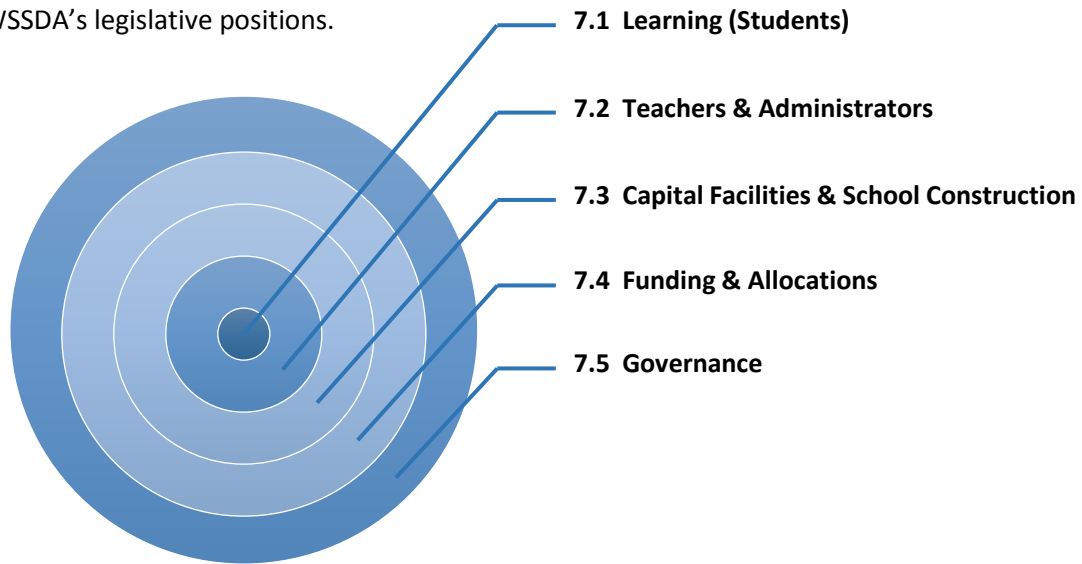 VSSDA's legislative positions.
7.1 Learning (Students)
7.2 Teachers & Administrators
7.3 Capital Facilities & School Construction
7.4 Funding & Allocations
7.5 Governance